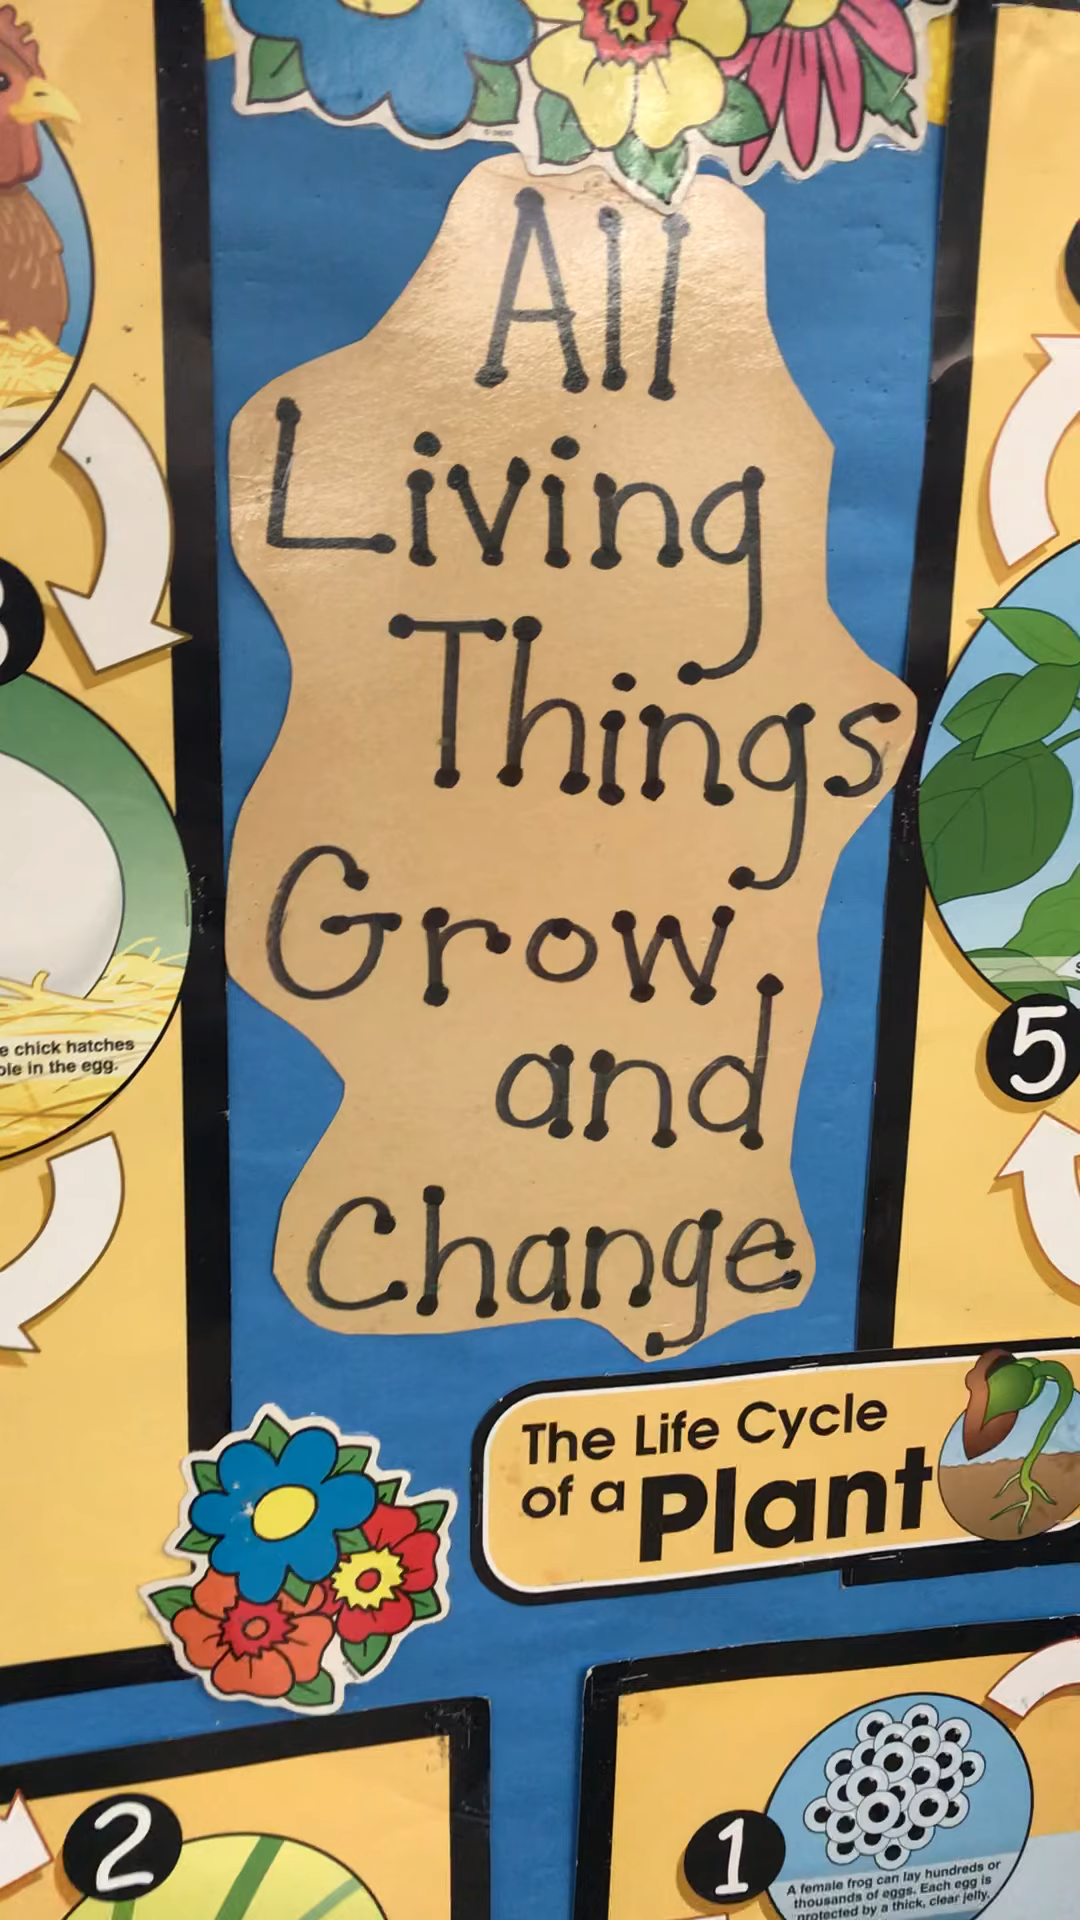 All
Living
Things
Grow
and
Change
chick hatches
in the egg.
5
The Life Cycle
of a Plant
2
1
A female frog can lay hundreds or
thousands of eggs. Each egg is
protected by a thick, clear jelly.